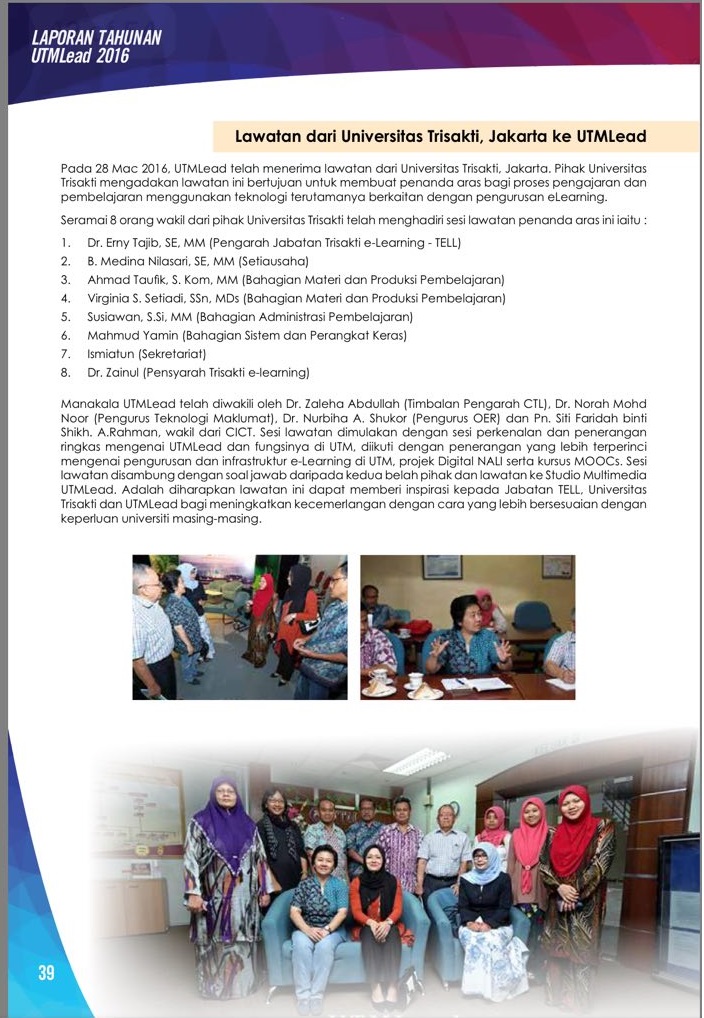 LAPORAN TAHUNAN
UTMLead 2016
Lawatan dari Universitas Trisakti, Jakarta ke UTMLead
Pada 28 Mac 2016, UTMLead telah menerima lawatan dari Universitas Trisakti, Jakarta. Pihak Universitas
Trisakti mengadakan lawatan ini bertujuan untuk membuat penanda aras bagi proses pengajaran dan
pembelajaran menggunakan teknologi terutamanya berkaitan dengan pengurusan eLearning.
Seramai 8 orang wakil dari pihak Universitas Trisakti telah menghadiri sesi lawatan penanda aras ini iaitu :
1. Dr. Erny Tajib, SE, MM (Pengarah Jabatan Trisakti e-Learning - TELL)
2. B. Medina Nilasari, SE, MM (Setiausaha)
3. Ahmad Taufik, S. Kom, MM (Bahagian Materi dan Produksi Pembelajaran)
4. Virginia S. Setiadi, SSn, MDs (Bahagian Materi dan Produksi Pembelajaran)
5. Susiawan, S.Si, MM (Bahagian Administrasi Pembelajaran)
6. Mahmud Yamin (Bahagian Sistem dan Perangkat Keras)
7. Ismiatun (Sekretariat)
8. Dr. Zainul (Pensyarah Trisakti e-learning)
Manakala UTMLead telah diwakili oleh Dr. Zaleha Abdullah (Timbalan Pengarah CTL), Dr. Norah Mohd
Noor (Pengurus Teknologi Maklumat), Dr. Nurbiha A. Shukor (Pengurus OER) dan Pn. Siti Faridah binti
Shikh. A.Rahman, wakil dari CICT. Sesi lawatan dimulakan dengan sesi perkenalan dan penerangan
ringkas mengenai UTMLead dan fungsinya di UTM, diikuti dengan penerangan yang lebih terperinci
mengenai pengurusan dan infrastruktur e-Learning di UTM, projek Digital NALI serta kursus MOOCs. Sesi
lawatan disambung dengan soal jawab daripada kedua belah pihak dan lawatan ke Studio Multimedia
UTMLead. Adalah diharapkan lawatan ini dapat memberi inspirasi kepada Jabatan TELL, Universitas
Trisakti dan UTMLead bagi meningkatkan kecemerlangan dengan cara yang lebih bersesuaian dengan
keperluan universiti masing-masing.
39